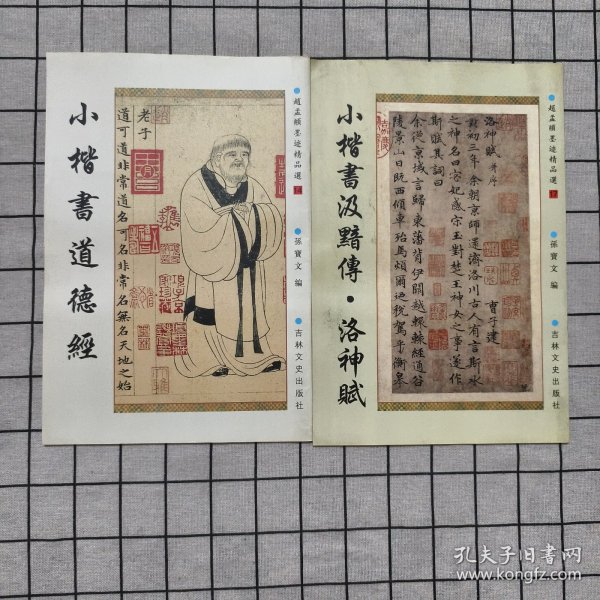 小楷書道德經
老子
道可道非常道名可名非常名無名天地之始
趙孟頫墨迹精品選
孫寶文 編
吉林文史出版社
小楷書汲黯傳·洛神賦
洛神賦 并序
曹子建
黃初三年余朝京師還濟洛川古人有言斯水
之神名曰宓妃感宋玉對楚王神女之事遂作
斯賦其詞曰
余從京域言歸東藩背伊闕越轘轅經通谷
陵景山日既西傾車殆馬煩爾迺稅駕乎蘅皋
趙孟頫墨迹精品選
孫寶文 編
吉林文史出版社
孔夫子旧书网
www.kongfz.com